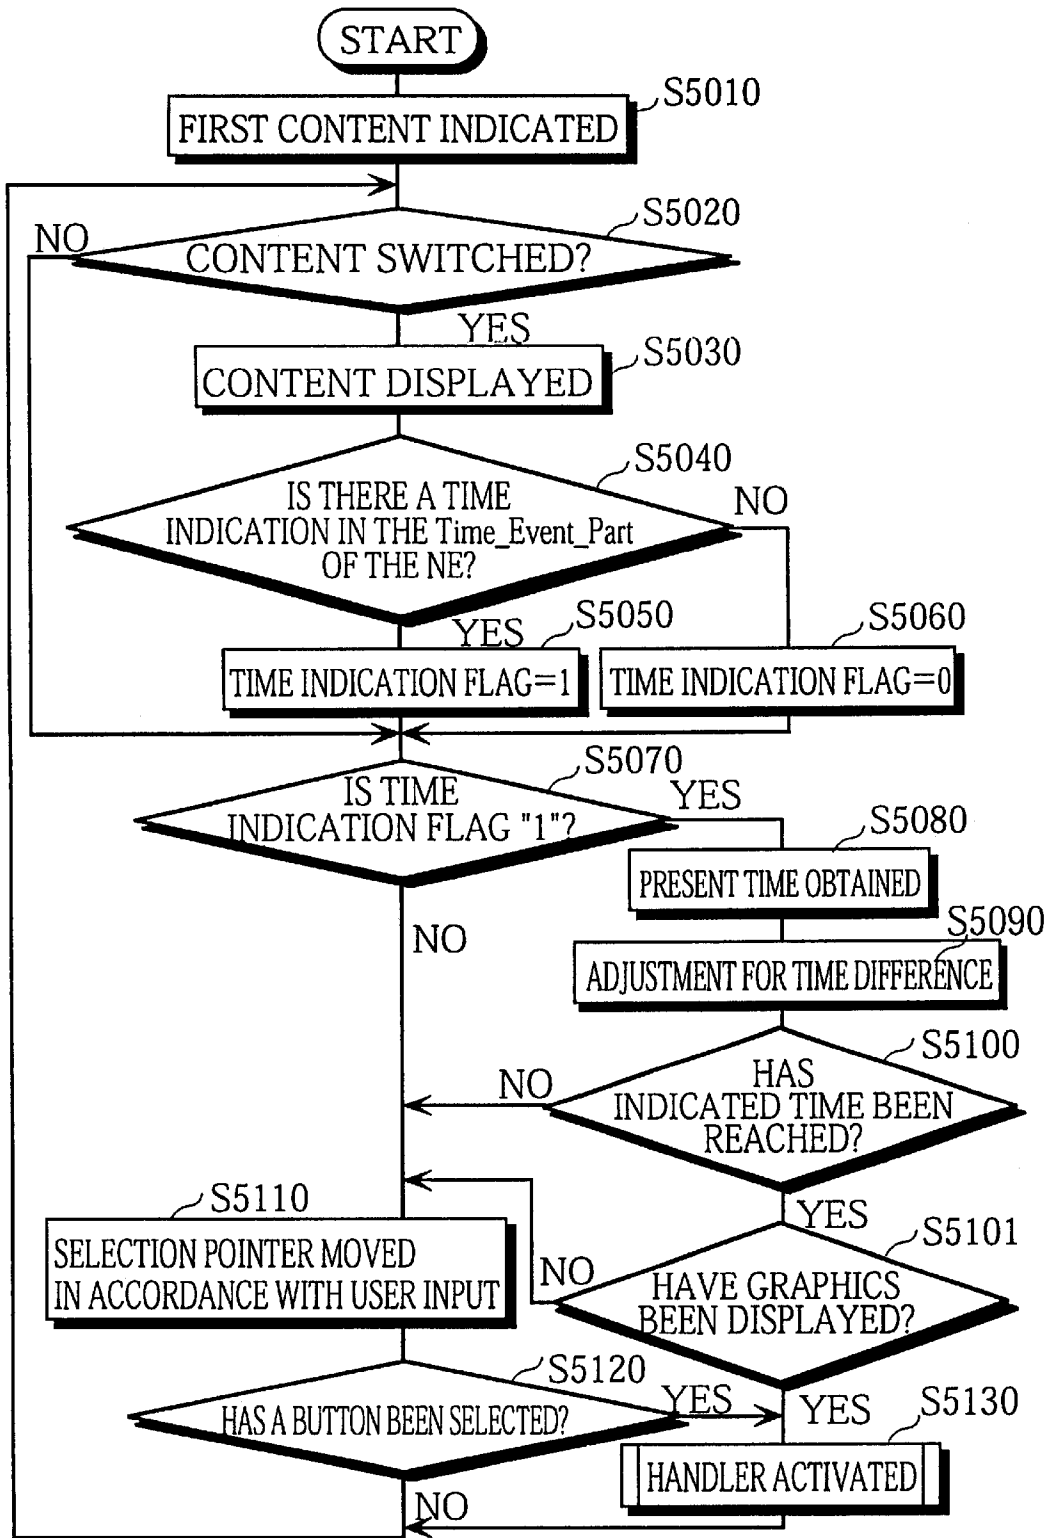 START
S5010
FIRST CONTENT INDICATED
S5020
NO
CONTENT SWITCHED?
YES
S5030
CONTENT DISPLAYED
S5040
IS THERE A TIME
INDICATION IN THE Time_Event_Part
OF THE NE?
NO
YES
S5050
TIME INDICATION FLAG=1
S5060
TIME INDICATION FLAG=0
S5070
IS TIME
INDICATION FLAG "1"?
YES
NO
S5080
PRESENT TIME OBTAINED
S5090
ADJUSTMENT FOR TIME DIFFERENCE
S5100
HAS
INDICATED TIME BEEN
REACHED?
NO
YES
S5101
HAVE GRAPHICS
BEEN DISPLAYED?
NO
YES
S5110
SELECTION POINTER MOVED
IN ACCORDANCE WITH USER INPUT
S5120
HAS A BUTTON BEEN SELECTED?
YES
NO
S5130
HANDLER ACTIVATED